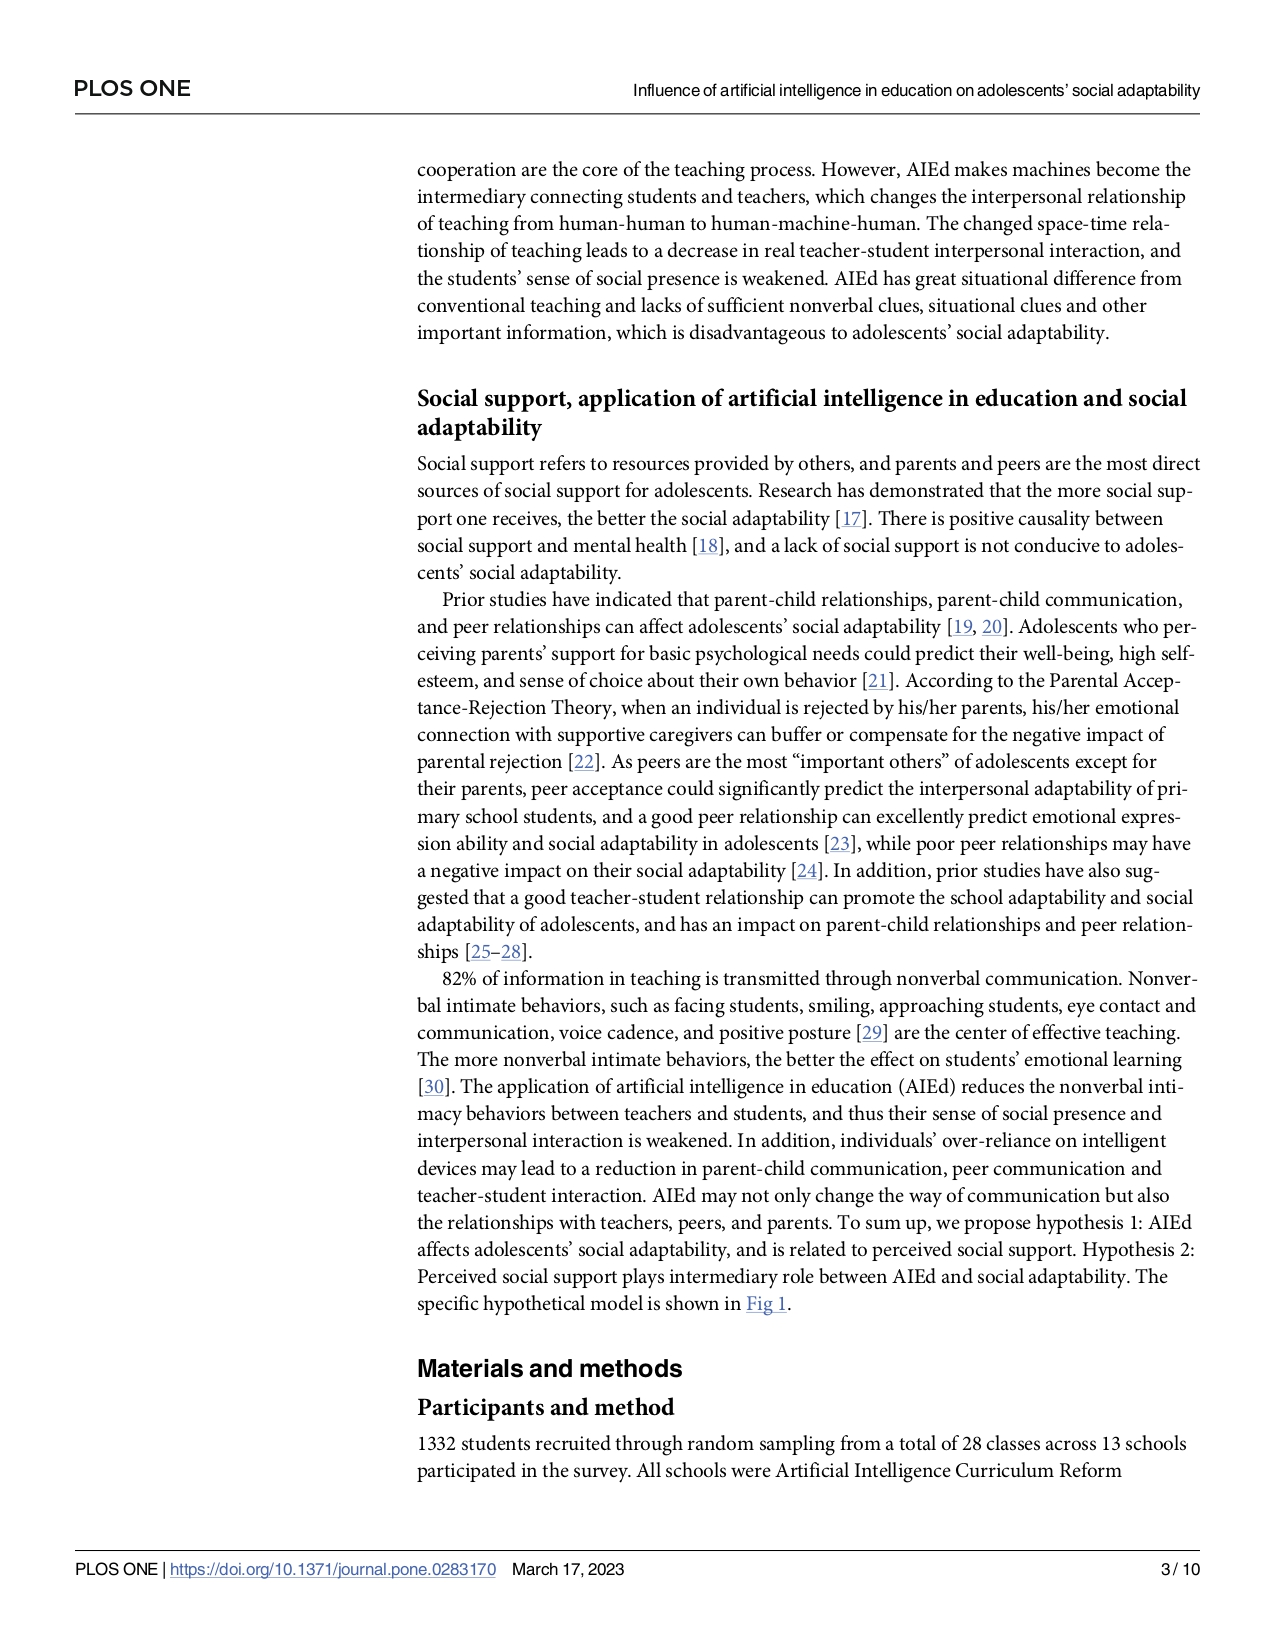 PLOS ONE
Influence of artificial intelligence in education on adolescents’ social adaptability
cooperation are the core of the teaching process. However, AIEd makes machines become the
intermediary connecting students and teachers, which changes the interpersonal relationship
of teaching from human-human to human-machine-human. The changed space-time rela-
tionship of teaching leads to a decrease in real teacher-student interpersonal interaction, and
the students’ sense of social presence is weakened. AIEd has great situational difference from
conventional teaching and lacks of sufficient nonverbal clues, situational clues and other
important information, which is disadvantageous to adolescents’ social adaptability.
Social support, application of artificial intelligence in education and social
adaptability
Social support refers to resources provided by others, and parents and peers are the most direct
sources of social support for adolescents. Research has demonstrated that the more social sup-
port one receives, the better the social adaptability [17]. There is positive causality between
social support and mental health [18], and a lack of social support is not conducive to adoles-
cents’ social adaptability.
Prior studies have indicated that parent-child relationships, parent-child communication,
and peer relationships can affect adolescents’ social adaptability [19, 20]. Adolescents who per-
ceiving parents’ support for basic psychological needs could predict their well-being, high self-
esteem, and sense of choice about their own behavior [21]. According to the Parental Accep-
tance-Rejection Theory, when an individual is rejected by his/her parents, his/her emotional
connection with supportive caregivers can buffer or compensate for the negative impact of
parental rejection [22]. As peers are the most “important others” of adolescents except for
their parents, peer acceptance could significantly predict the interpersonal adaptability of pri-
mary school students, and a good peer relationship can excellently predict emotional expres-
sion ability and social adaptability in adolescents [23], while poor peer relationships may have
a negative impact on their social adaptability [24]. In addition, prior studies have also sug-
gested that a good teacher-student relationship can promote the school adaptability and social
adaptability of adolescents, and has an impact on parent-child relationships and peer relation-
ships [25–28].
82% of information in teaching is transmitted through nonverbal communication. Nonver-
bal intimate behaviors, such as facing students, smiling, approaching students, eye contact and
communication, voice cadence, and positive posture [29] are the center of effective teaching.
The more nonverbal intimate behaviors, the better the effect on students’ emotional learning
[30]. The application of artificial intelligence in education (AIEd) reduces the nonverbal inti-
macy behaviors between teachers and students, and thus their sense of social presence and
interpersonal interaction is weakened. In addition, individuals’ over-reliance on intelligent
devices may lead to a reduction in parent-child communication, peer communication and
teacher-student interaction. AIEd may not only change the way of communication but also
the relationships with teachers, peers, and parents. To sum up, we propose hypothesis 1: AIEd
affects adolescents’ social adaptability, and is related to perceived social support. Hypothesis 2:
Perceived social support plays intermediary role between AIEd and social adaptability. The
specific hypothetical model is shown in Fig 1.
Materials and methods
Participants and method
1332 students recruited through random sampling from a total of 28 classes across 13 schools
participated in the survey. All schools were Artificial Intelligence Curriculum Reform
PLOS ONE | https://doi.org/10.1371/journal.pone.0283170 March 17, 2023
3 / 10